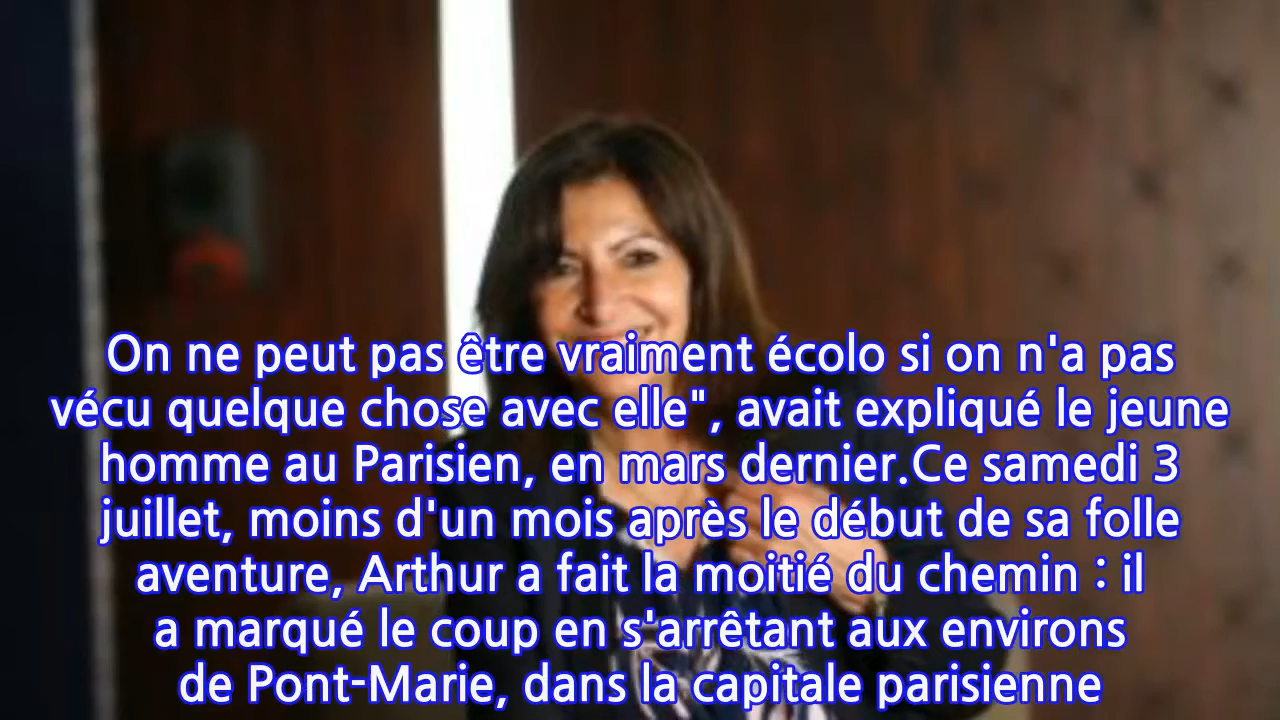 On ne peut pas être vraiment écolo si on n'a pas
vécu quelque chose avec elle", avait expliqué le jeune
homme au Parisien, en mars dernier.Ce samedi 3
juillet, moins d'un mois après le début de sa folle
aventure, Arthur a fait la moitié du chemin : il
a marqué le coup en s'arrêtant aux environs
de Pont-Marie, dans la capitale parisienne